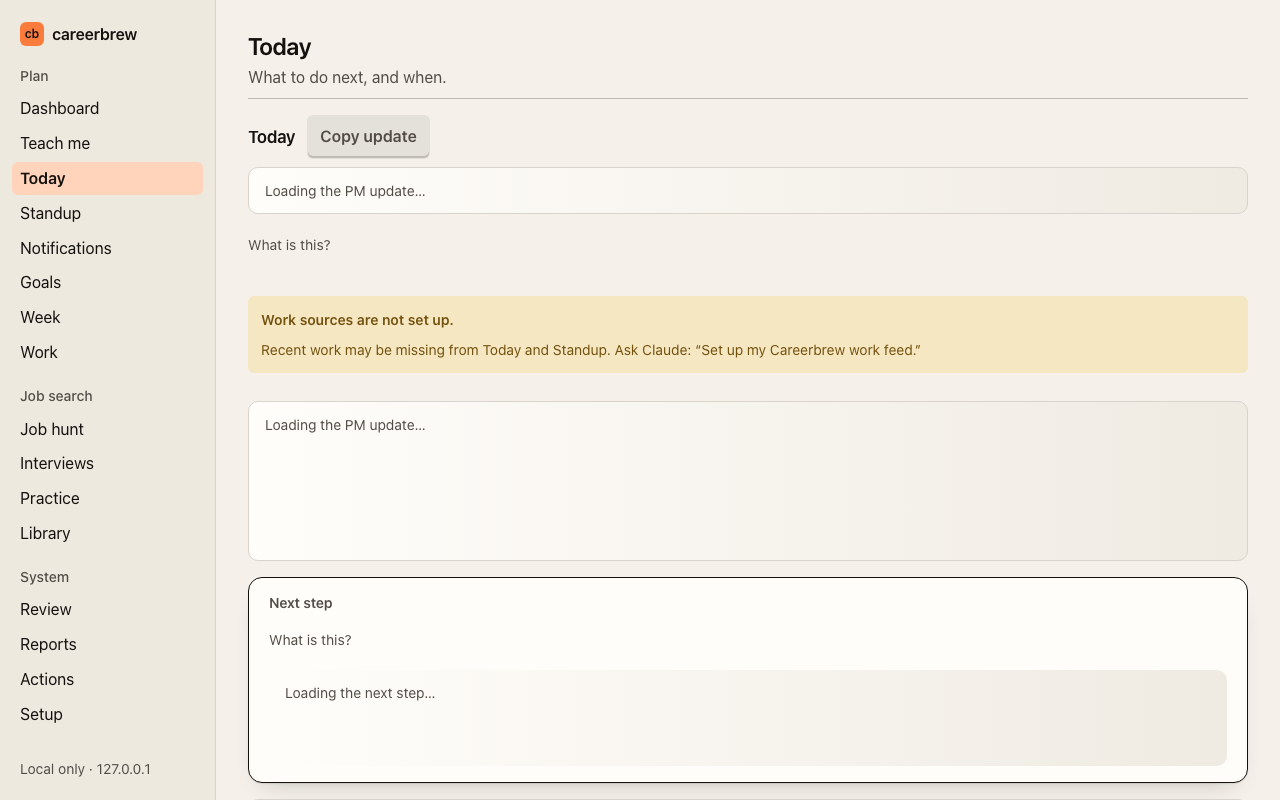 cb careerbrew
Plan
Dashboard
Teach me
Today
Standup
Notifications
Goals
Week
Work
Job search
Job hunt
Interviews
Practice
Library
System
Review
Reports
Actions
Setup
Local only · 127.0.0.1
Today
What to do next, and when.
Today Copy update
Loading the PM update…
What is this?
Work sources are not set up.
Recent work may be missing from Today and Standup. Ask Claude: “Set up my Careerbrew work feed.”
Loading the PM update…
Next step
What is this?
Loading the next step…